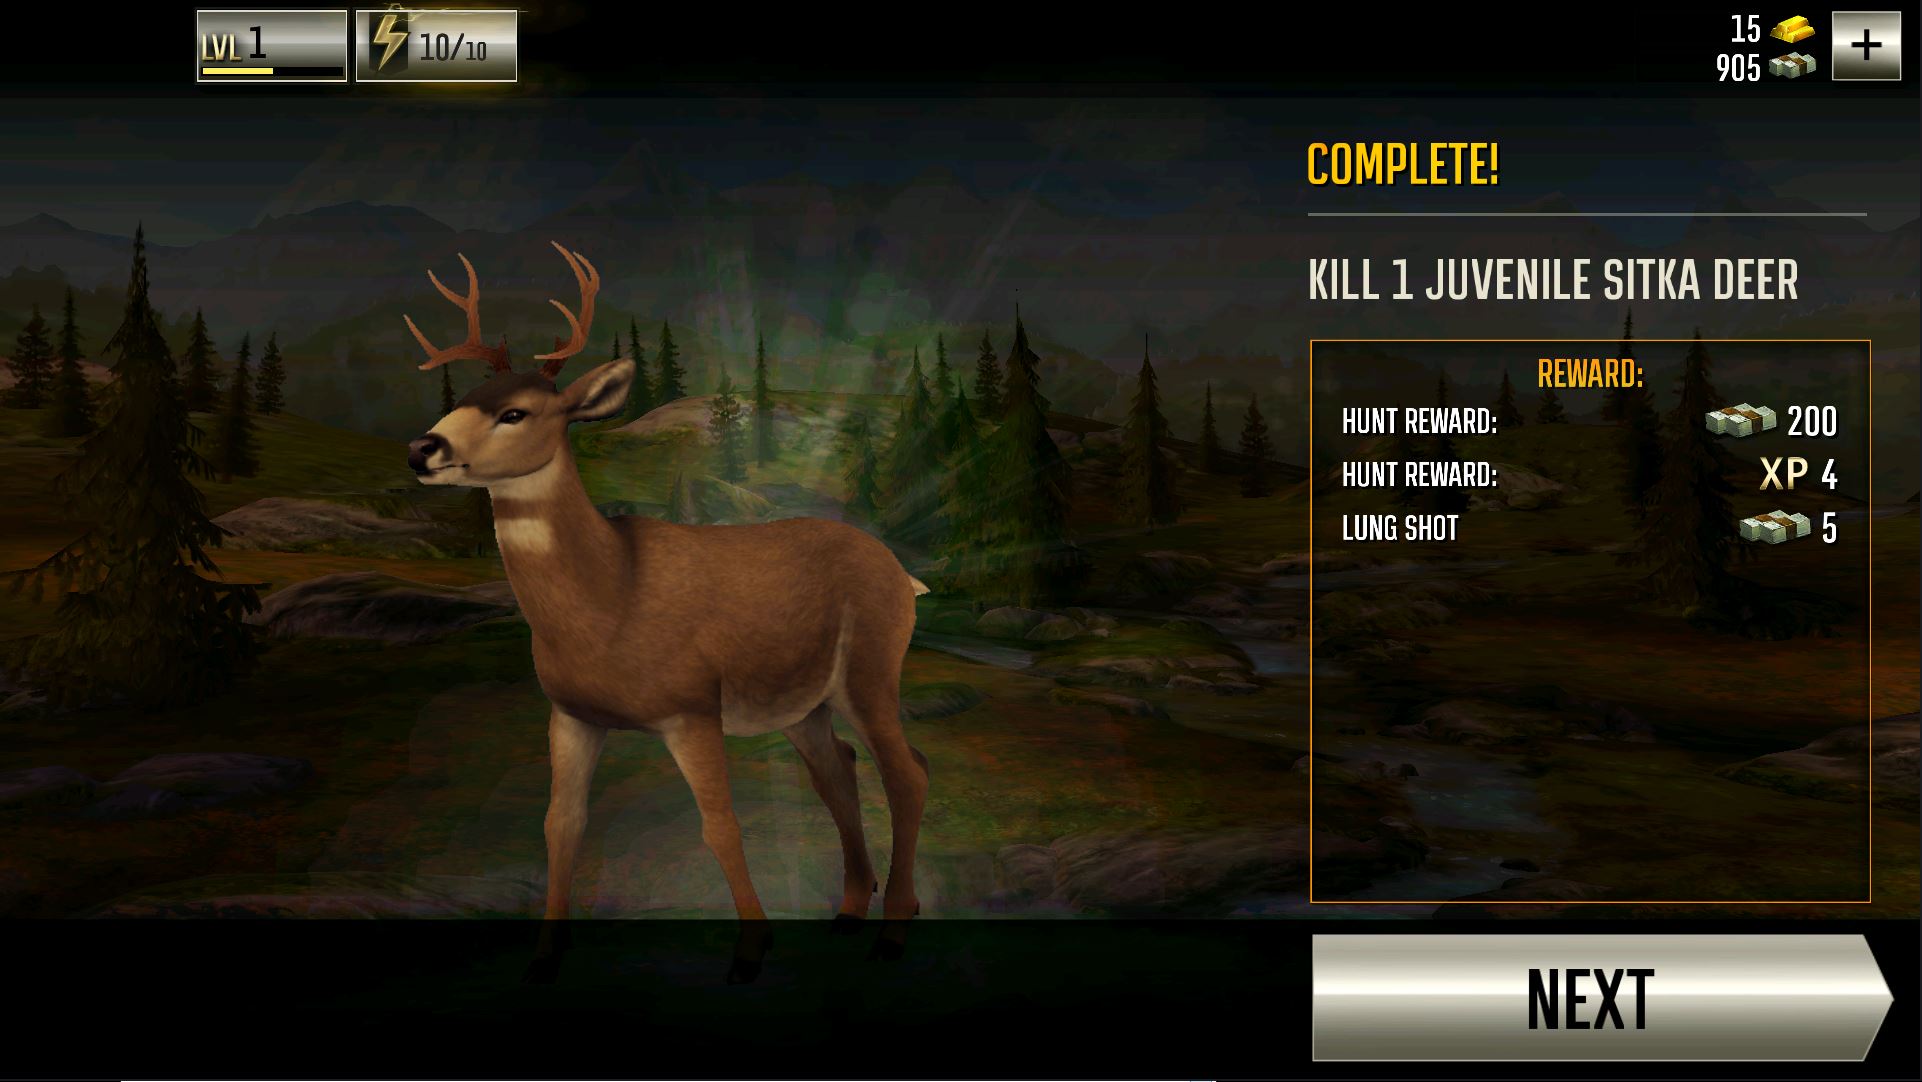 LVL 1
10/10
15
905
+
COMPLETE!
KILL 1 JUVENILE SITKA DEER
REWARD:
HUNT REWARD: 200
HUNT REWARD: XP 4
LUNG SHOT 5
NEXT